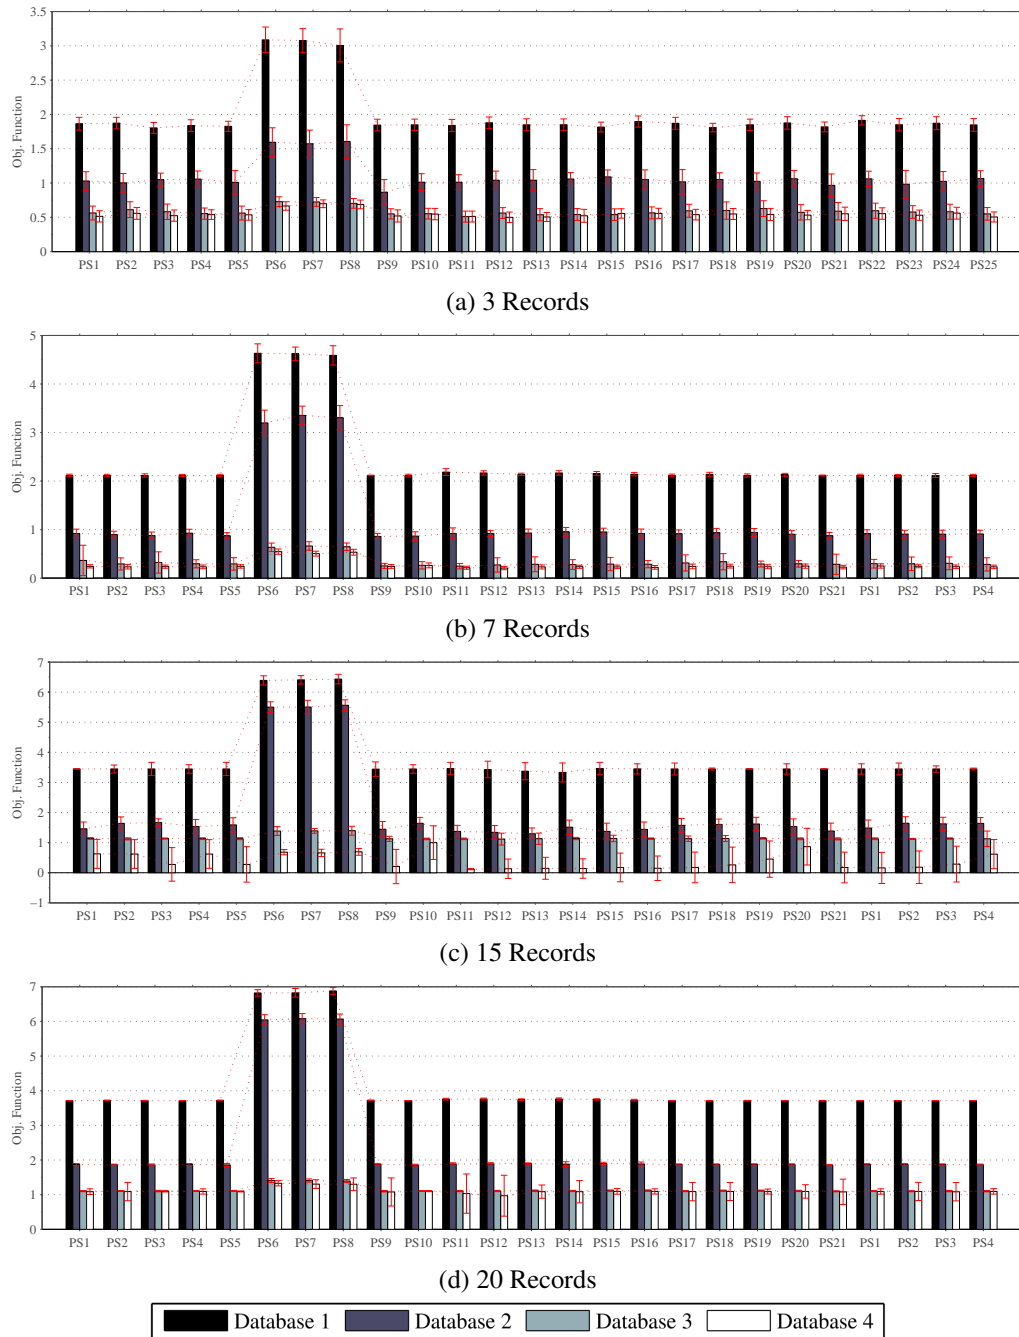 3.5
3
2.5
2
1.5
1
0.5
0
Obj. Function
PS1 PS2 PS3 PS4 PS5 PS6 PS7 PS8 PS9 PS10 PS11 PS12 PS13 PS14 PS15 PS16 PS17 PS18 PS19 PS20 PS21 PS22 PS23 PS24 PS25
(a) 3 Records
5
4
3
2
1
0
Obj. Function
PS1 PS2 PS3 PS4 PS5 PS6 PS7 PS8 PS9 PS10 PS11 PS12 PS13 PS14 PS15 PS16 PS17 PS18 PS19 PS20 PS21 PS1 PS2 PS3 PS4
(b) 7 Records
7
6
5
4
3
2
1
0
−1
Obj. Function
PS1 PS2 PS3 PS4 PS5 PS6 PS7 PS8 PS9 PS10 PS11 PS12 PS13 PS14 PS15 PS16 PS17 PS18 PS19 PS20 PS21 PS1 PS2 PS3 PS4
(c) 15 Records
7
6
5
4
3
2
1
0
Obj. Function
PS1 PS2 PS3 PS4 PS5 PS6 PS7 PS8 PS9 PS10 PS11 PS12 PS13 PS14 PS15 PS16 PS17 PS18 PS19 PS20 PS21 PS1 PS2 PS3 PS4
(d) 20 Records
Database 1 Database 2 Database 3 Database 4